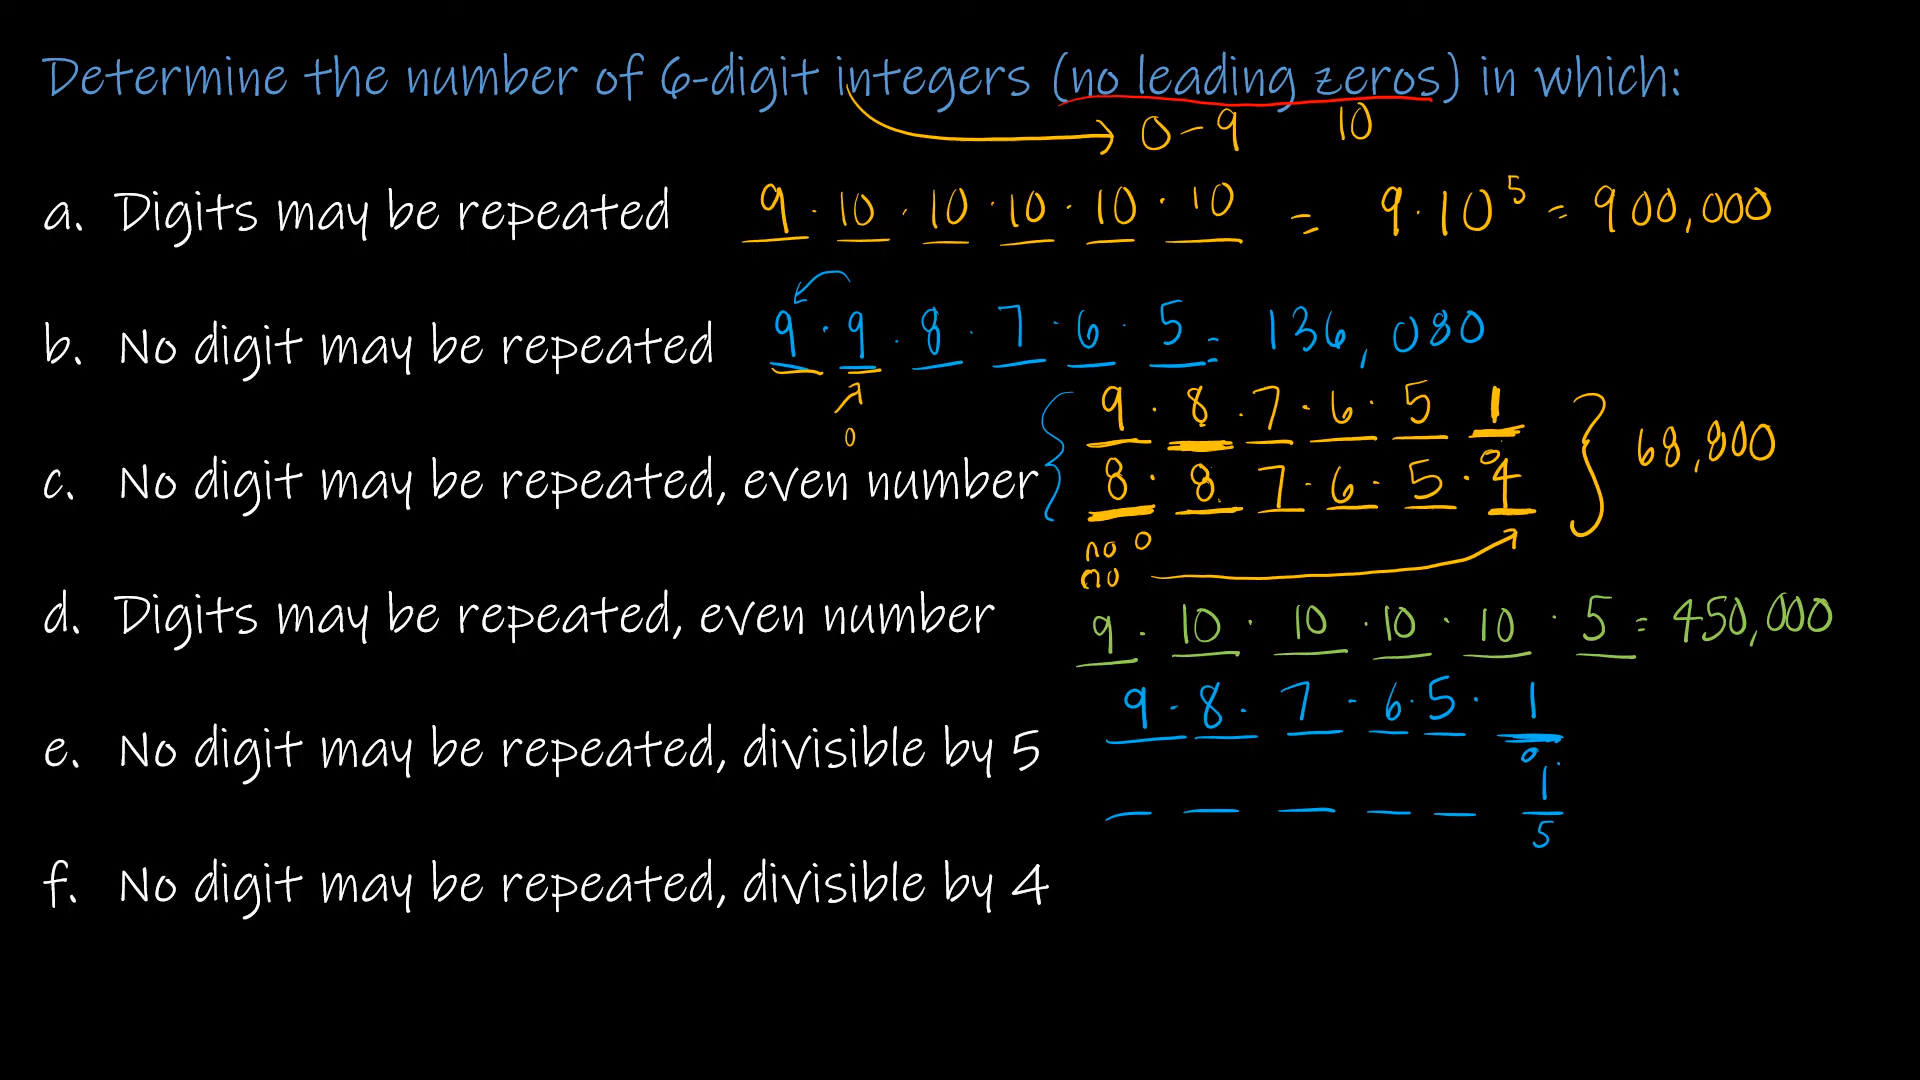 Determine the number of 6-digit integers (no leading zeros) in which:
0-9 10
a. Digits may be repeated 9 · 10 · 10 · 10 · 10 · 10 = 9 · 10^5 = 900,000
b. No digit may be repeated 9 · 9 · 8 · 7 · 6 · 5 = 136,080
0
9 · 8 · 7 · 6 · 5 1
0
c. No digit may be repeated, even number 8 · 8 7 · 6 · 5 · 4 68,800
no 0
no
d. Digits may be repeated, even number 9 · 10 · 10 · 10 · 10 · 5 = 450,000
9 · 8 · 7 · 6 · 5 · 1
0
e. No digit may be repeated, divisible by 5
1
5
f. No digit may be repeated, divisible by 4